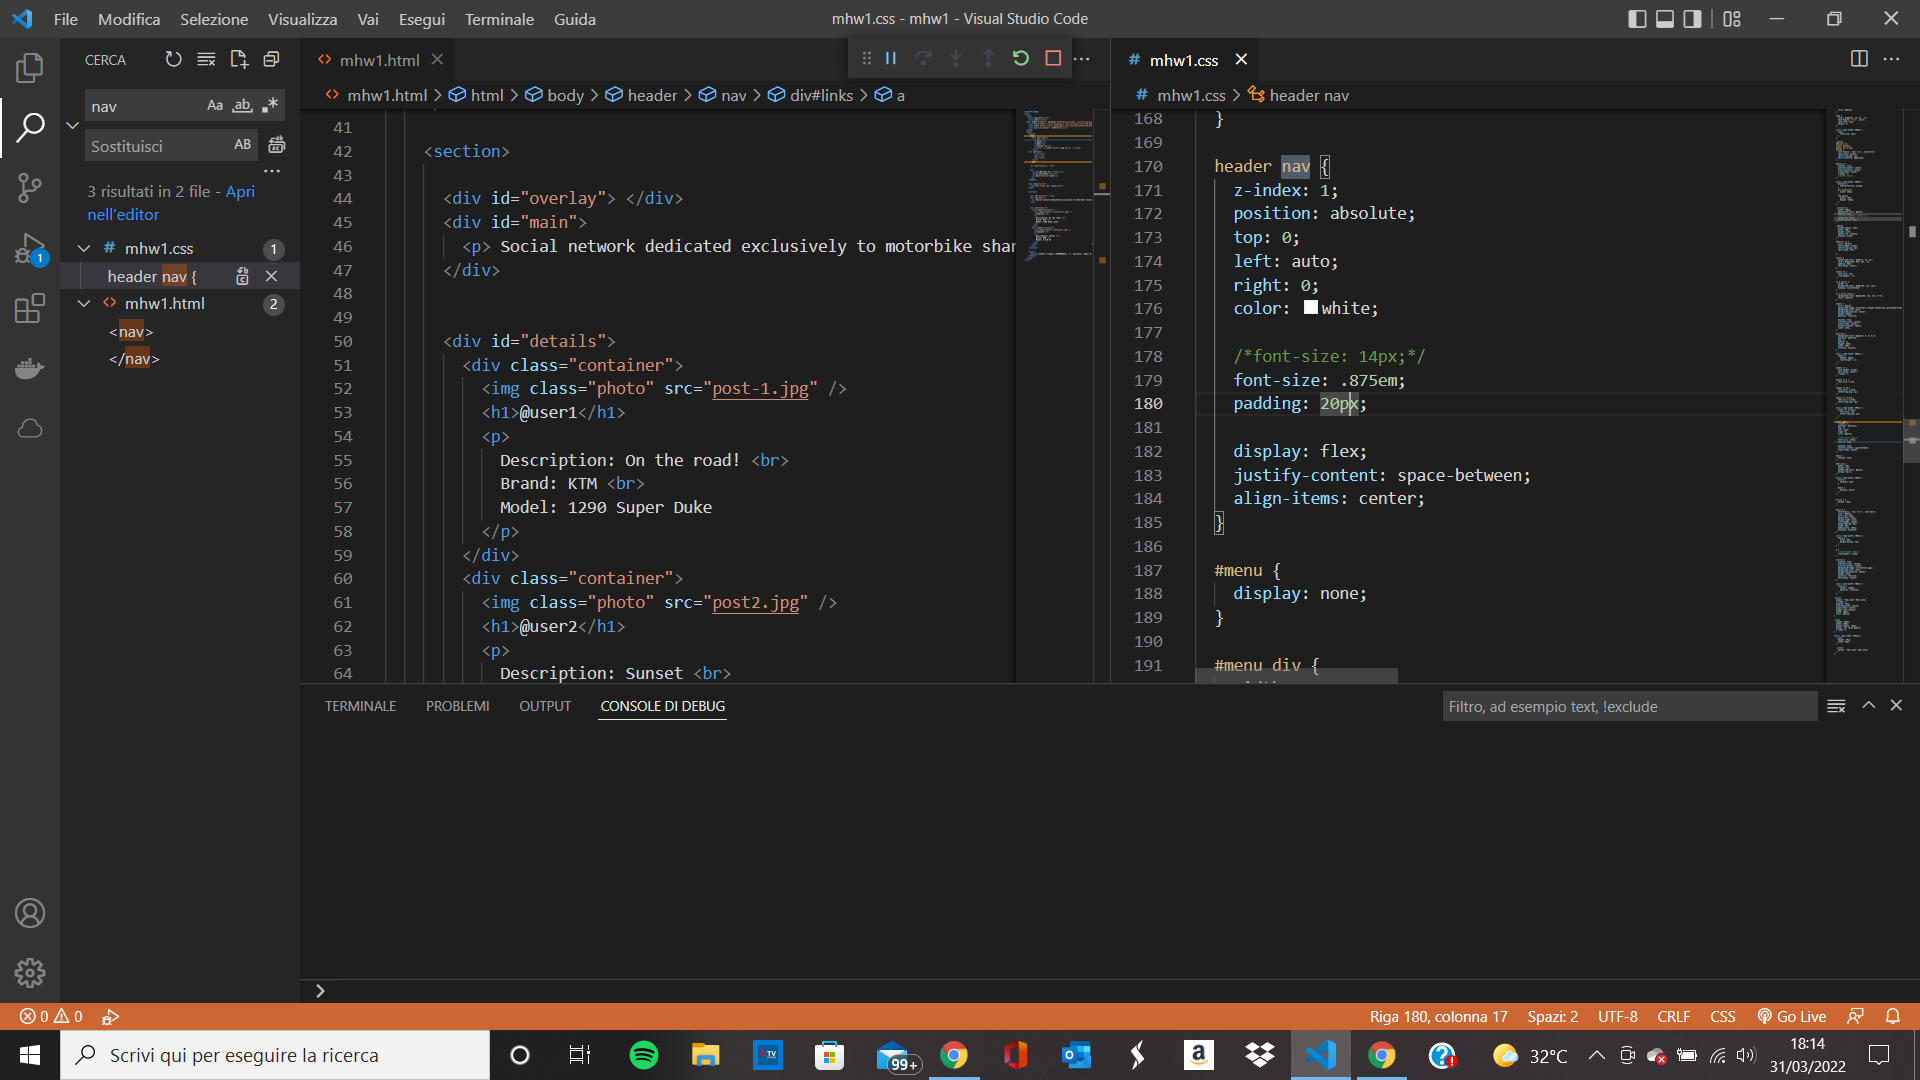 File Modifica Selezione Visualizza Vai Esegui Terminale Guida
mhw1.css - mhw1 - Visual Studio Code
CERCA
nav
Aa ab
Sostituisci
AB
3 risultati in 2 file - Apri
nell'editor
# mhw1.css 1
header nav {
<> mhw1.html 2
<nav>
</nav>
1
<> mhw1.html
mhw1.html > html > body > header > nav > div#links > a
41
42 <section>
43
44 <div id="overlay"> </div>
45 <div id="main">
46 <p> Social network dedicated exclusively to motorbike shar
47 </div>
48
49
50 <div id="details">
51 <div class="container">
52 <img class="photo" src="post-1.jpg" />
53 <h1>@user1</h1>
54 <p>
55 Description: On the road! <br>
56 Brand: KTM <br>
57 Model: 1290 Super Duke
58 </p>
59 </div>
60 <div class="container">
61 <img class="photo" src="post2.jpg" />
62 <h1>@user2</h1>
63 <p>
64 Description: Sunset <br>
# mhw1.css
# mhw1.css > header nav
168 }
169
170 header nav {
171 z-index: 1;
172 position: absolute;
173 top: 0;
174 left: auto;
175 right: 0;
176 color: white;
177
178 /*font-size: 14px;*/
179 font-size: .875em;
180 padding: 20px;
181
182 display: flex;
183 justify-content: space-between;
184 align-items: center;
185 }
186
187 #menu {
188 display: none;
189 }
190
191 #menu div {
TERMINALE PROBLEMI OUTPUT CONSOLE DI DEBUG
Filtro, ad esempio text, !exclude
0 0
Riga 180, colonna 17 Spazi: 2 UTF-8 CRLF CSS Go Live
Scrivi qui per eseguire la ricerca
TV
99+
32°C
18:14
31/03/2022